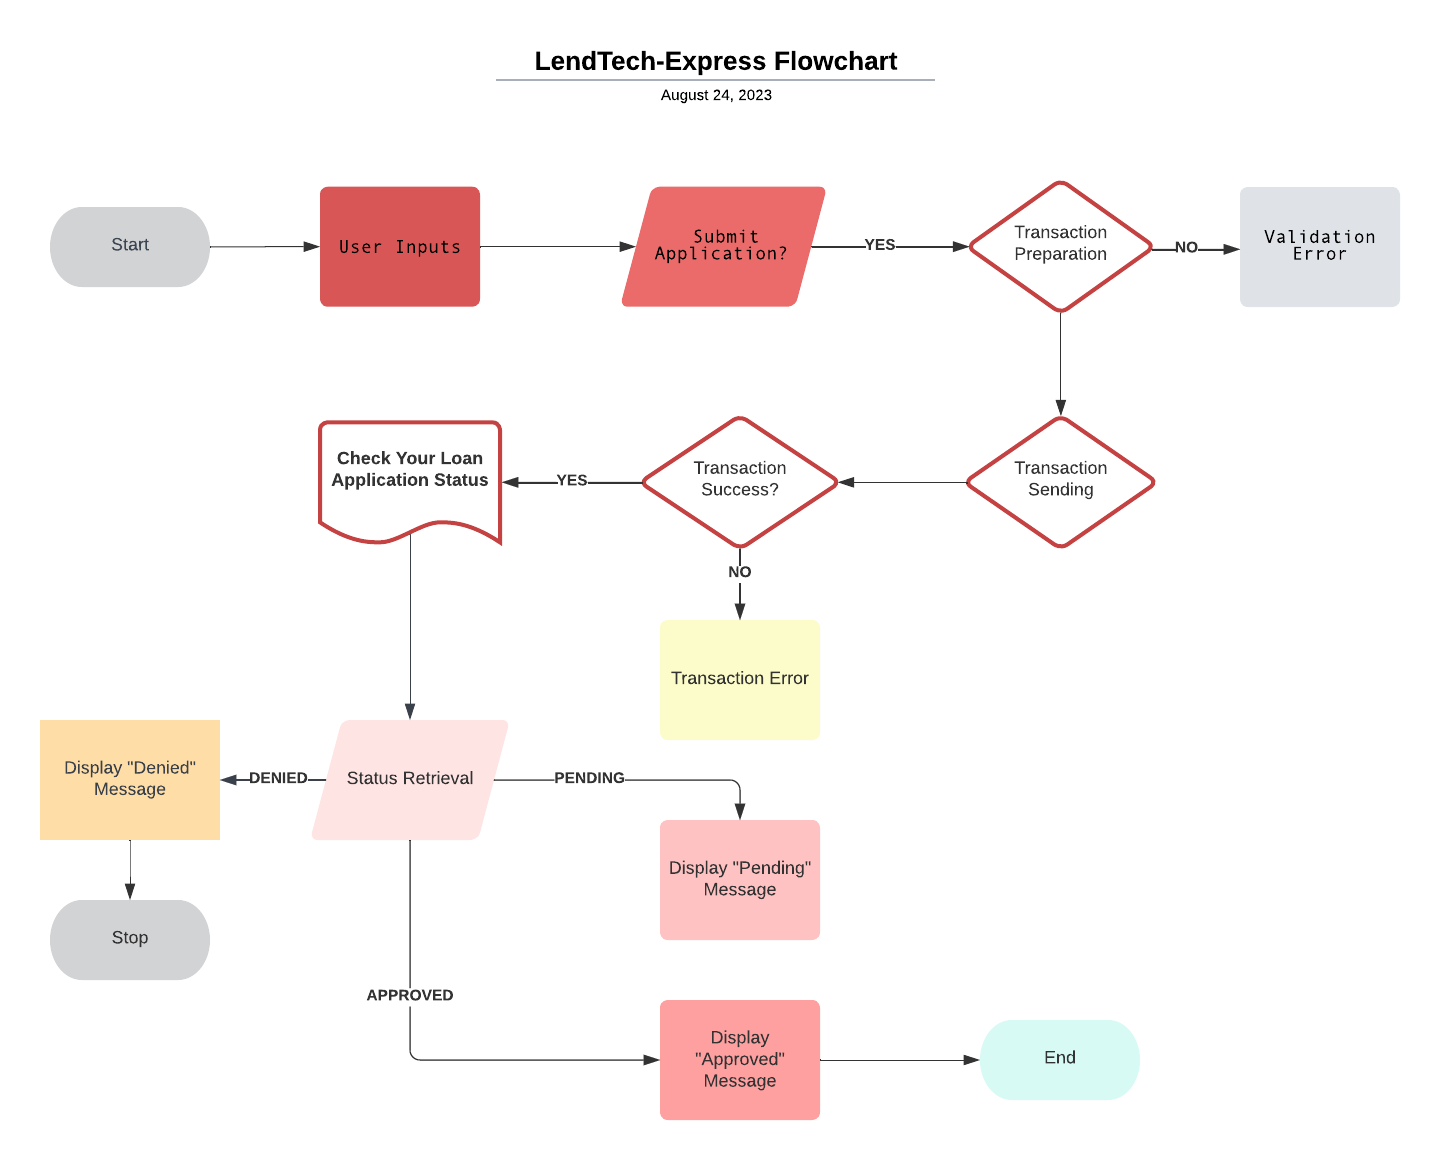 LendTech-Express Flowchart
August 24, 2023
Start
User Inputs
Submit
Application?
YES
Transaction
Preparation
NO
Validation
Error
Check Your Loan
Application Status
YES
Transaction
Success?
Transaction
Sending
NO
Transaction Error
Display "Denied"
Message
DENIED
Status Retrieval
PENDING
Display "Pending"
Message
Stop
APPROVED
Display
"Approved"
Message
End